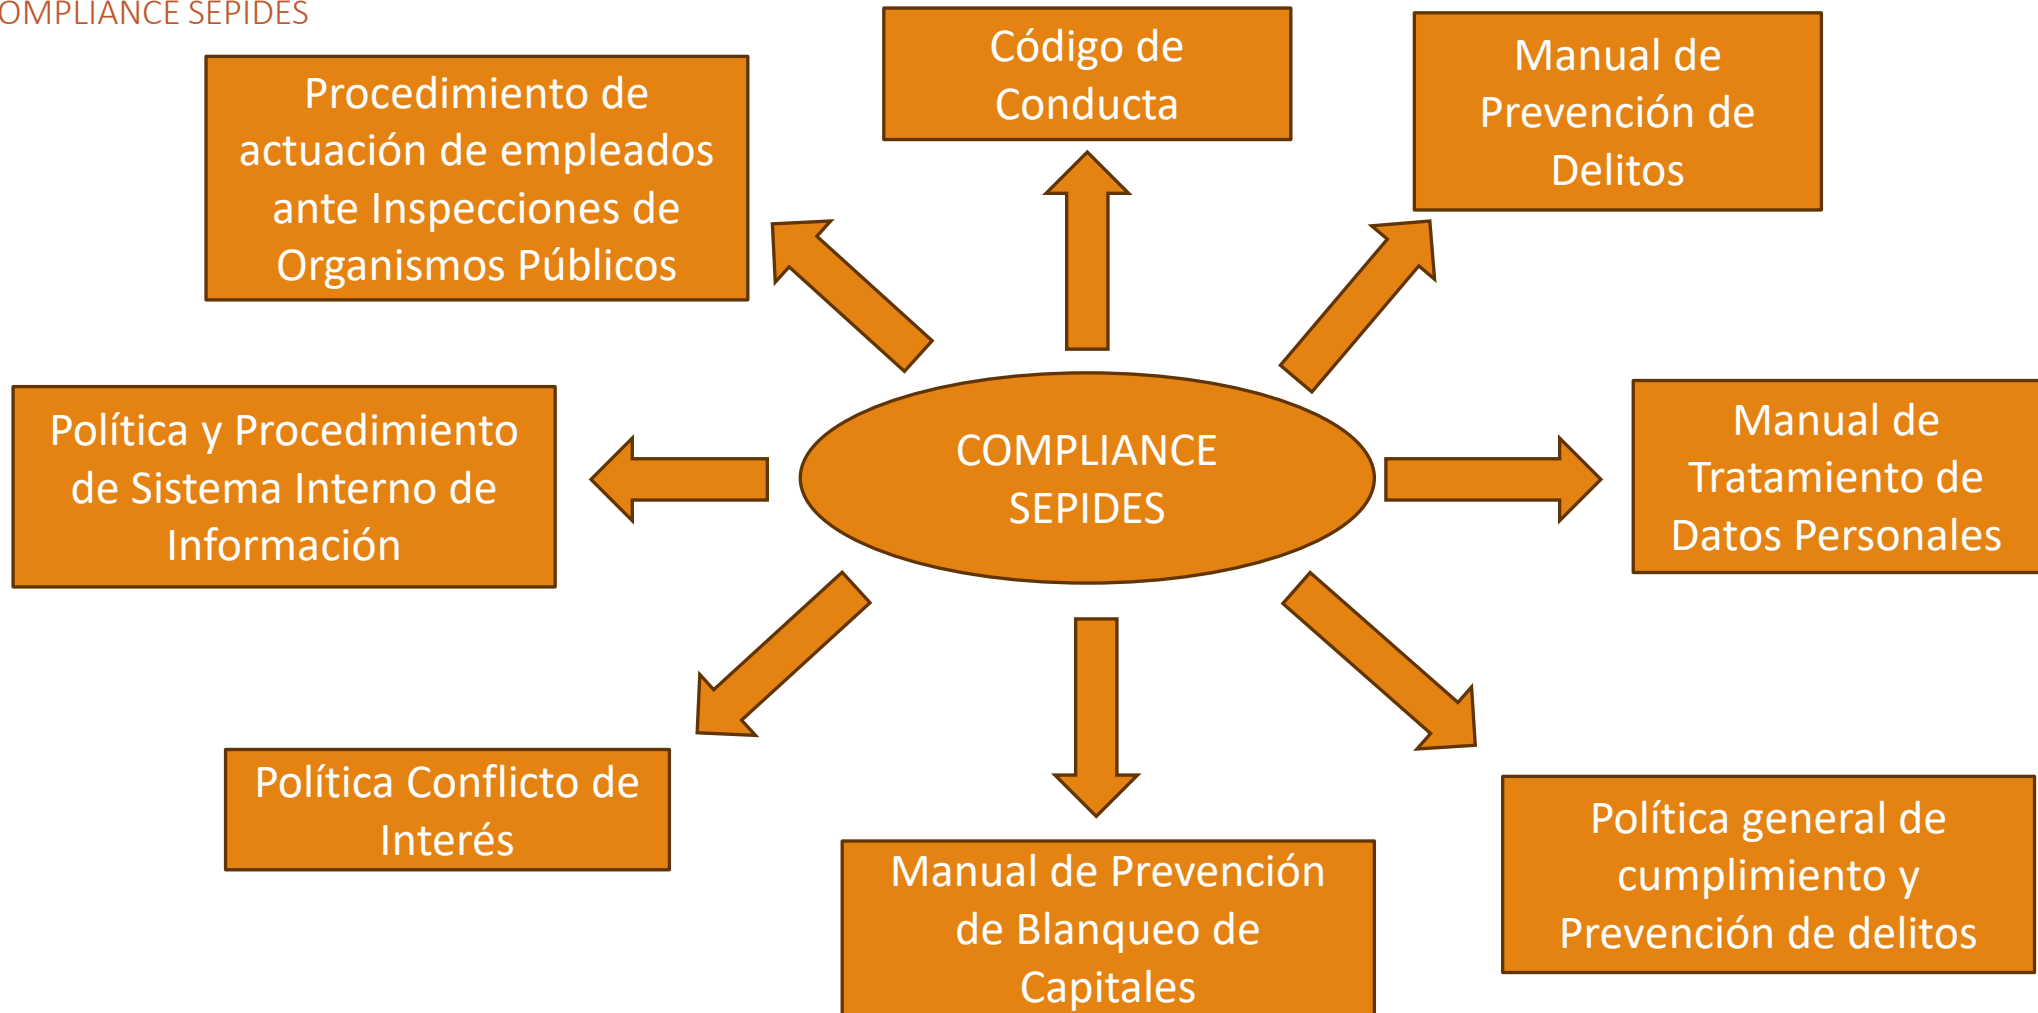 OMPLIANCE SEPIDES
Código de
Conducta
Manual de
Prevención de
Delitos
Procedimiento de
actuación de empleados
ante Inspecciones de
Organismos Públicos
Política y Procedimiento
de Sistema Interno de
Información
COMPLIANCE
SEPIDES
Manual de
Tratamiento de
Datos Personales
Política Conflicto de
Interés
Manual de Prevención
de Blanqueo de
Capitales
Política general de
cumplimiento y
Prevención de delitos